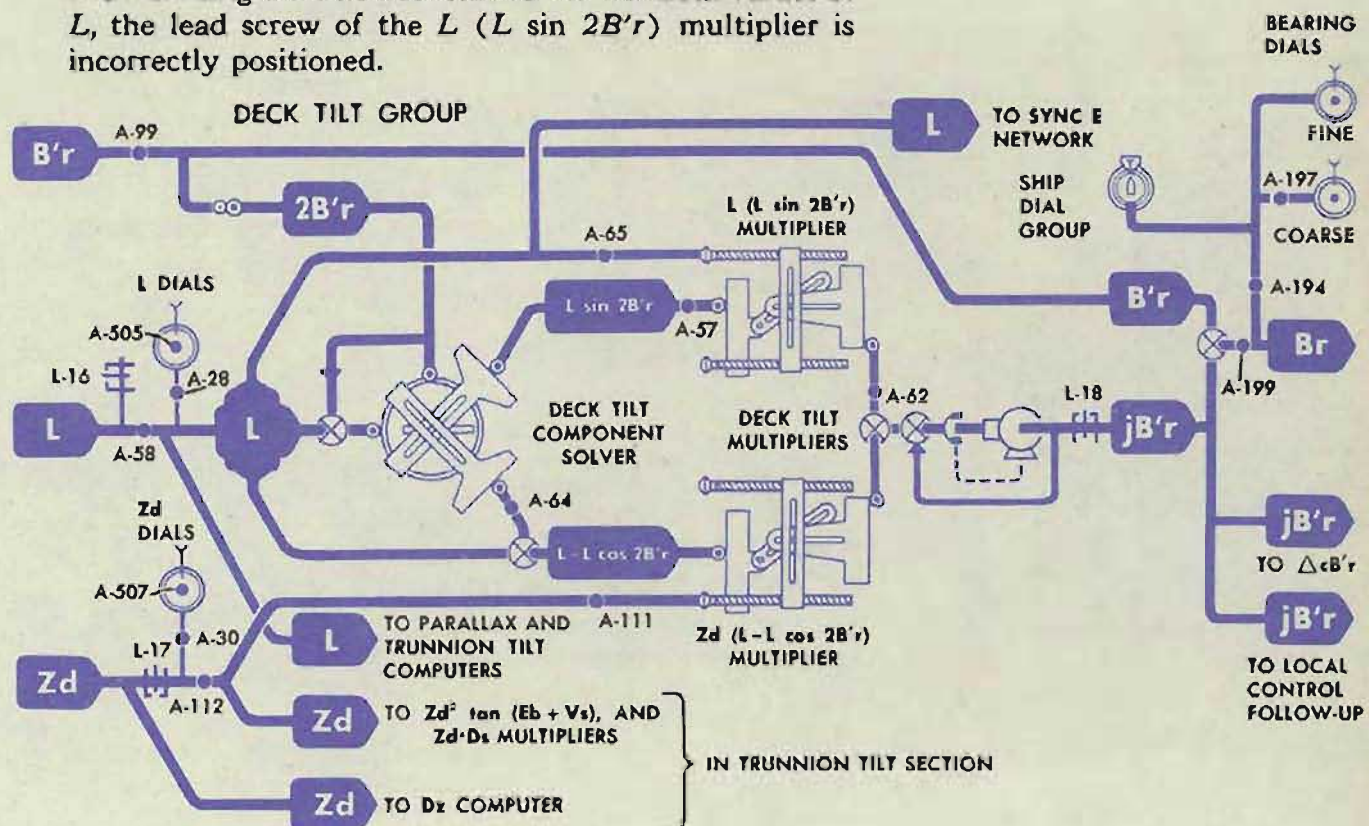 L, the lead screw of the L (L sin 2B'r) multiplier is
incorrectly positioned.
DECK TILT GROUP
BEARING
DIALS
FINE
A-197
COARSE
A-194
SHIP
DIAL
GROUP
L
TO SYNC E
NETWORK
B'r
A-99
2B'r
L (L sin 2B'r)
MULTIPLIER
A-65
L DIALS
A-505
L-16
A-28
L
A-58
L
L sin 2B'r
A-57
DECK TILT
COMPONENT
SOLVER
DECK TILT
MULTIPLIERS
A-62
L-18
B'r
Br
A-199
jB'r
A-64
L-L cos 2B'r
Zd
DIALS
A-507
A-30
L-17
Zd
A-112
L
TO PARALLAX AND
TRUNNION TILT
COMPUTERS
A-111
Zd (L-L cos 2B'r)
MULTIPLIER
jB'r
TO △cB'r
jB'r
TO LOCAL
CONTROL
FOLLOW-UP
Zd
TO Zd² tan (Eb + Vs), AND
Zd·Ds MULTIPLIERS
IN TRUNNION TILT SECTION
Zd
TO Dz COMPUTER